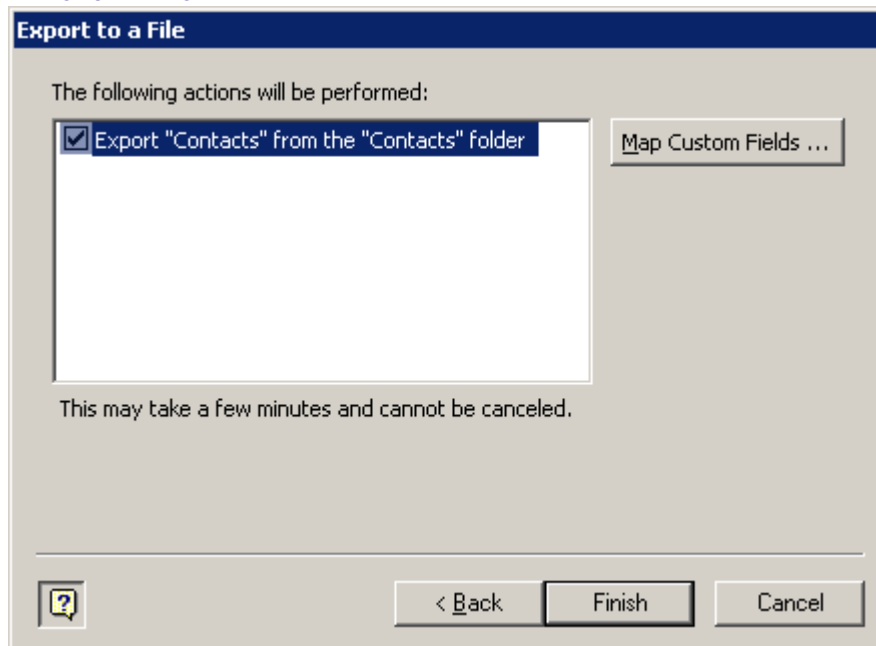 Export to a File
The following actions will be performed:
Export "Contacts" from the "Contacts" folder
Map Custom Fields ...
This may take a few minutes and cannot be canceled.
?
< Back
Finish
Cancel